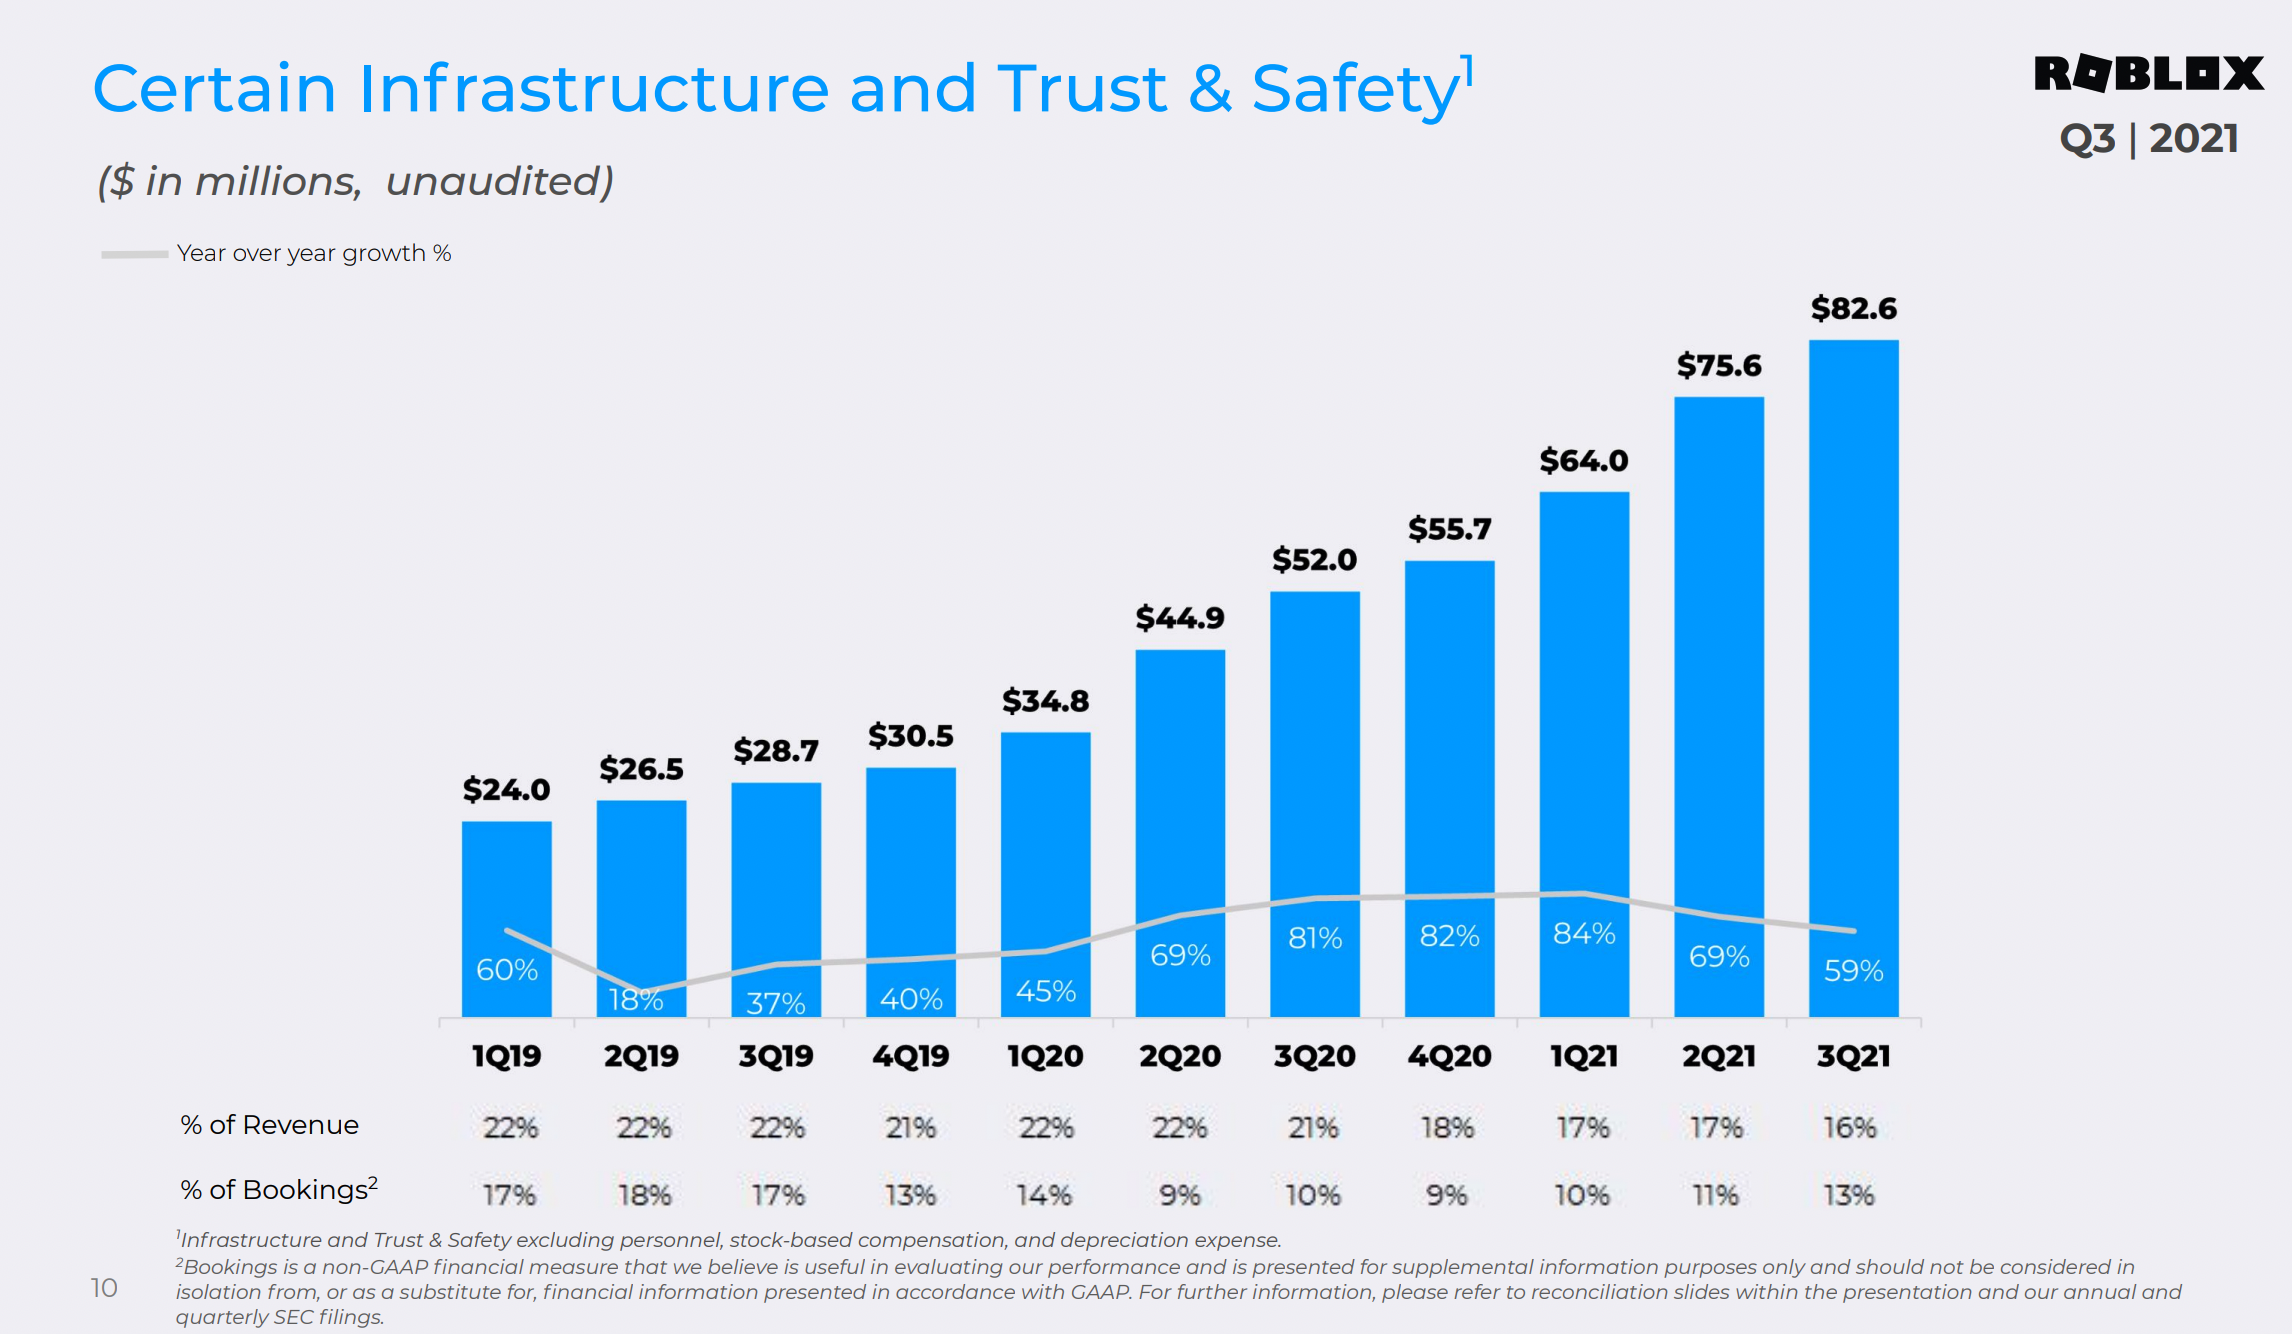 Certain Infrastructure and Trust & Safety¹
ROBLOX
Q3 | 2021
($ in millions, unaudited)
Year over year growth %
$82.6
$75.6
$64.0
$55.7
$52.0
$44.9
$34.8
$30.5
$28.7
$26.5
$24.0
60% 18% 37% 40% 45% 69% 81% 82% 84% 69% 59%
1Q19 2Q19 3Q19 4Q19 1Q20 2Q20 3Q20 4Q20 1Q21 2Q21 3Q21
% of Revenue 22% 22% 22% 21% 22% 22% 21% 18% 17% 17% 16%
% of Bookings² 17% 18% 17% 13% 14% 9% 10% 9% 10% 11% 13%
¹Infrastructure and Trust & Safety excluding personnel, stock-based compensation, and depreciation expense.
²Bookings is a non-GAAP financial measure that we believe is useful in evaluating our performance and is presented for supplemental information purposes only and should not be considered in
isolation from, or as a substitute for, financial information presented in accordance with GAAP. For further information, please refer to reconciliation slides within the presentation and our annual and
quarterly SEC filings.
10